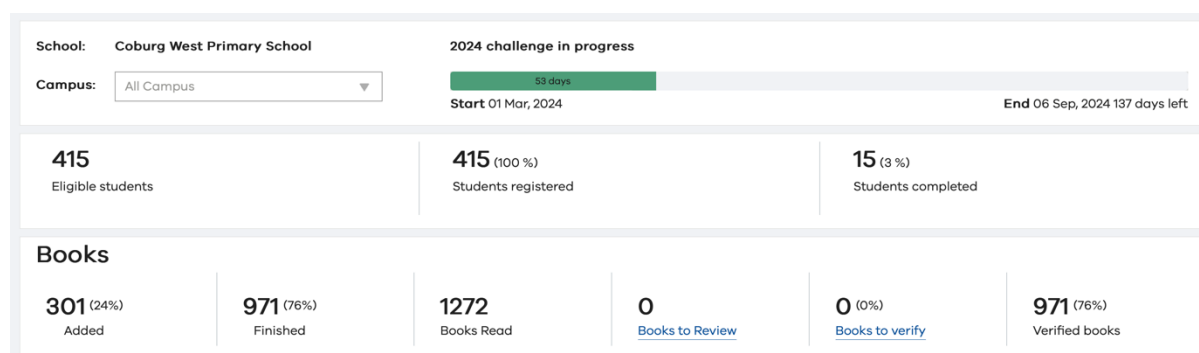 School: Coburg West Primary School
2024 challenge in progress
Campus: All Campus
53 days
Start 01 Mar, 2024
End 06 Sep, 2024 137 days left
415
Eligible students
415 (100 %)
Students registered
15 (3 %)
Students completed
Books
301 (24%)
Added
971 (76%)
Finished
1272
Books Read
0
Books to Review
0 (0%)
Books to verify
971 (76%)
Verified books